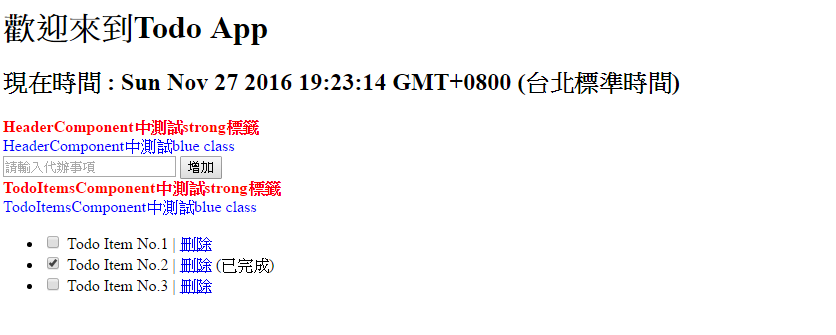 歡迎來到Todo App
現在時間 : Sun Nov 27 2016 19:23:14 GMT+0800 (台北標準時間)
HeaderComponent中測試strong標籤
HeaderComponent中測試blue class
請輸入代辦事項 增加
TodoItemsComponent中測試strong標籤
TodoItemsComponent中測試blue class
Todo Item No.1 | 刪除
Todo Item No.2 | 刪除 (已完成)
Todo Item No.3 | 刪除